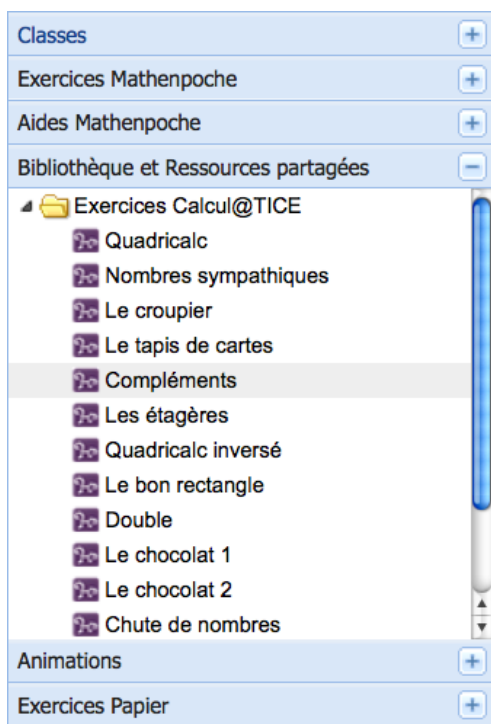 Classes
Exercices Mathenpoche
Aides Mathenpoche
Bibliothèque et Ressources partagées
Exercices Calcul@TICE
Quadricalc
Nombres sympathiques
Le croupier
Le tapis de cartes
Compléments
Les étagères
Quadricalc inversé
Le bon rectangle
Double
Le chocolat 1
Le chocolat 2
Chute de nombres
Animations
Exercices Papier